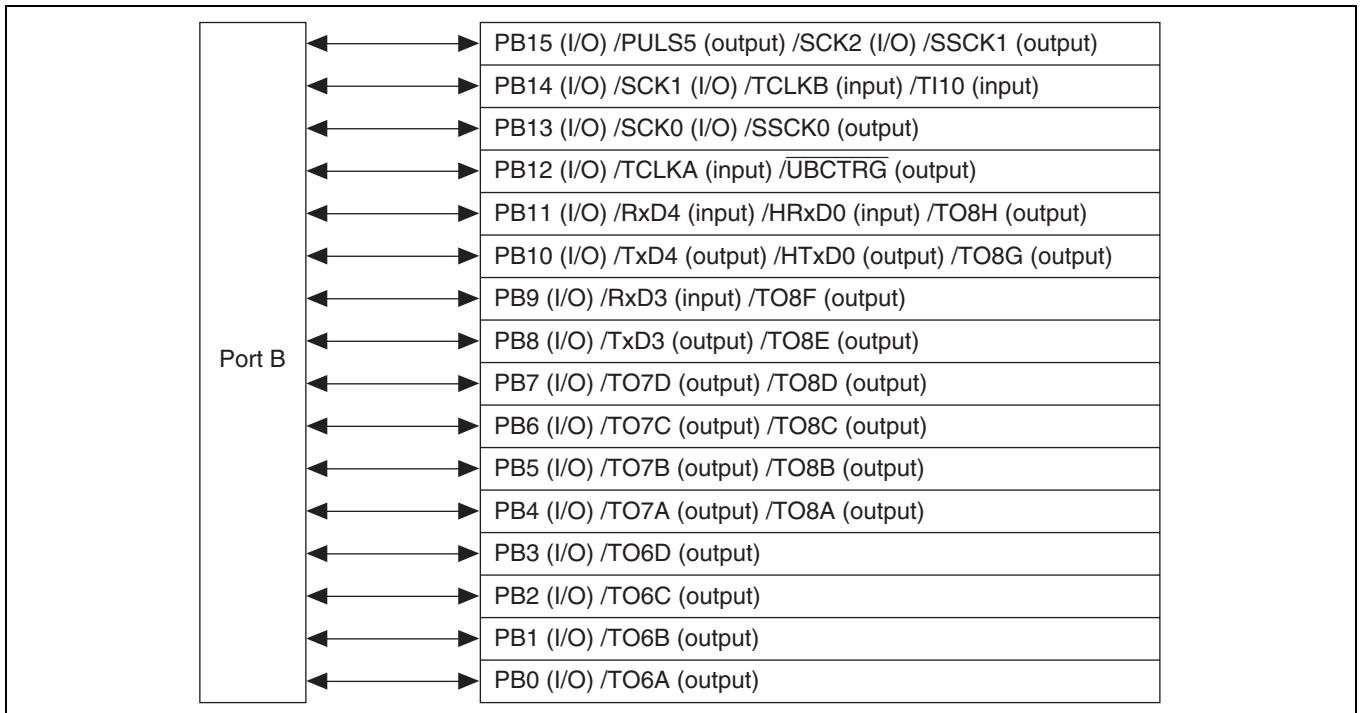 PB15 (I/O) /PULS5 (output) /SCK2 (I/O) /SSCK1 (output)
PB14 (I/O) /SCK1 (I/O) /TCLKB (input) /TI10 (input)
PB13 (I/O) /SCK0 (I/O) /SSCK0 (output)
PB12 (I/O) /TCLKA (input) /U̅B̅C̅T̅R̅G̅ (output)
PB11 (I/O) /RxD4 (input) /HRxD0 (input) /TO8H (output)
PB10 (I/O) /TxD4 (output) /HTxD0 (output) /TO8G (output)
PB9 (I/O) /RxD3 (input) /TO8F (output)
PB8 (I/O) /TxD3 (output) /TO8E (output)
Port B
PB7 (I/O) /TO7D (output) /TO8D (output)
PB6 (I/O) /TO7C (output) /TO8C (output)
PB5 (I/O) /TO7B (output) /TO8B (output)
PB4 (I/O) /TO7A (output) /TO8A (output)
PB3 (I/O) /TO6D (output)
PB2 (I/O) /TO6C (output)
PB1 (I/O) /TO6B (output)
PB0 (I/O) /TO6A (output)